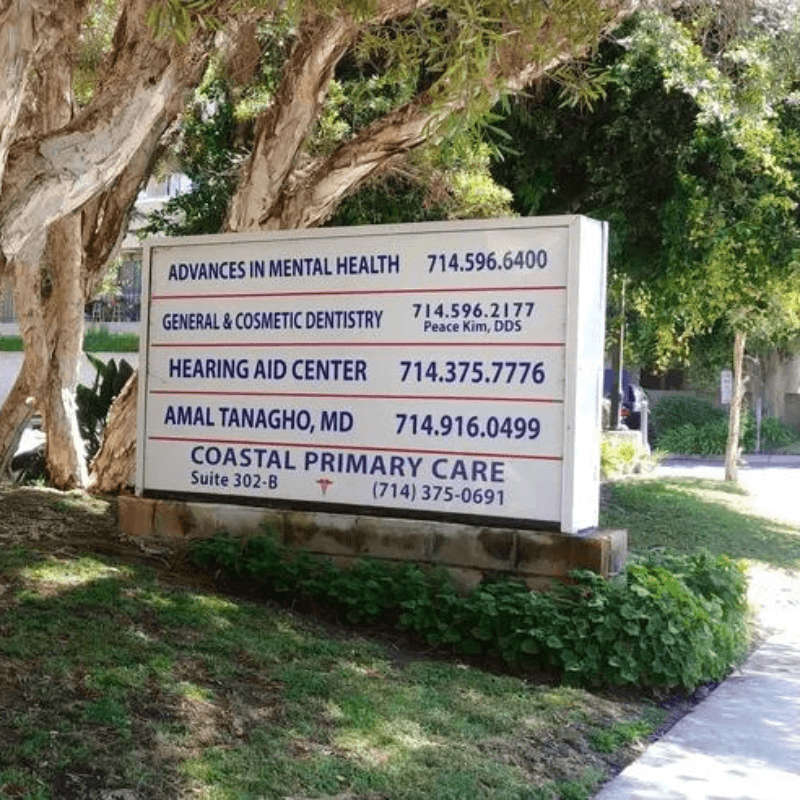 ADVANCES IN MENTAL HEALTH 714.596.6400
GENERAL & COSMETIC DENTISTRY 714.596.2177
Peace Kim, DDS
HEARING AID CENTER 714.375.7776
AMAL TANAGHO, MD 714.916.0499
COASTAL PRIMARY CARE
Suite 302-B (714) 375-0691